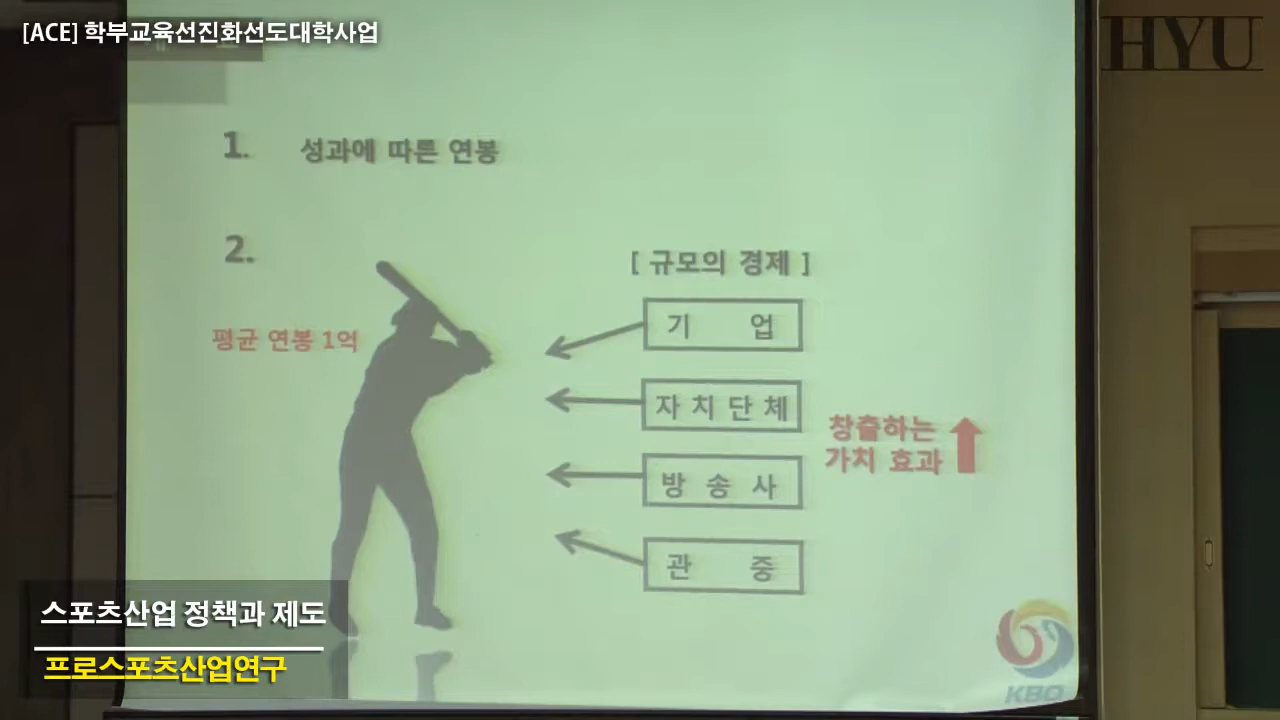 [ACE] 학부교육선진화선도대학사업
HYU
1. 성과에 따른 연봉
2.
[ 규모의 경제 ]
평균 연봉 1억
기 업
자 치 단 체
방 송 사
관 중
창출하는
가치 효과
스포츠산업 정책과 제도
프로스포츠산업연구
KBO